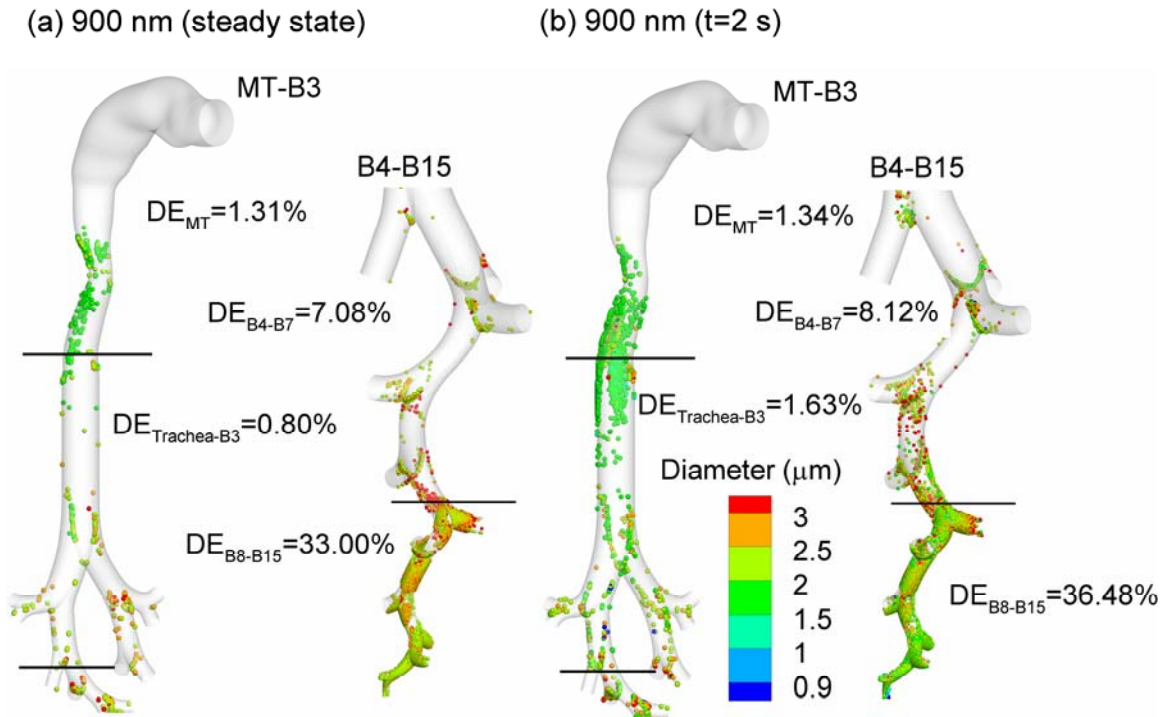 (a) 900 nm (steady state)
MT-B3
B4-B15
DE_MT=1.31%
DE_B4-B7=7.08%
DE_Trachea-B3=0.80%
DE_B8-B15=33.00%
(b) 900 nm (t=2 s)
MT-B3
B4-B15
DE_MT=1.34%
DE_B4-B7=8.12%
DE_Trachea-B3=1.63%
Diameter (μm)
3
2.5
2
1.5
1
0.9
DE_B8-B15=36.48%